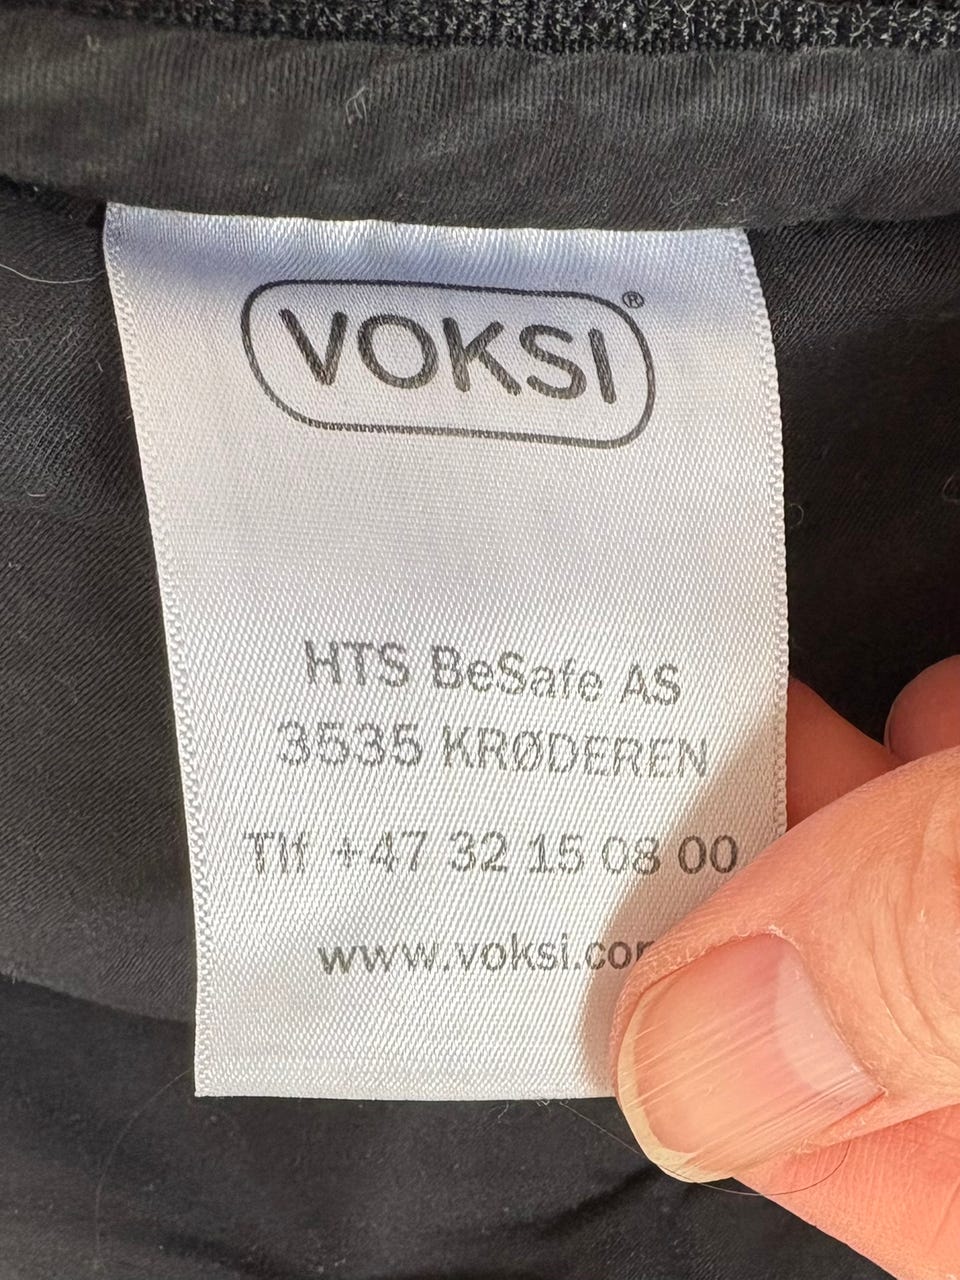 VOKSI®
HTS BeSafe AS
3535 KRØDEREN
Tlf +47 32 15 08 00
www.voksi.co